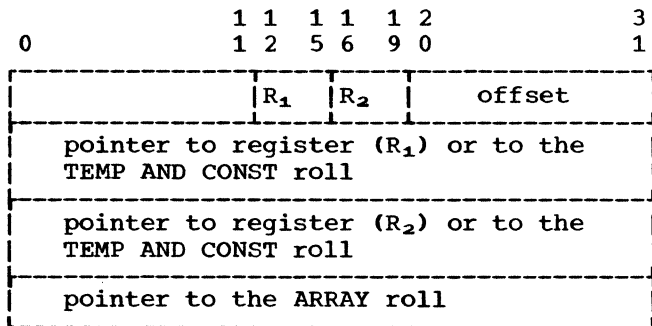 1 1 1 1 1 2 3
0 1 2 5 6 9 0 1
R₁ R₂ offset
pointer to register (R₁) or to the
TEMP AND CONST roll
pointer to register (R₂) or to the
TEMP AND CONST roll
pointer to the ARRAY roll